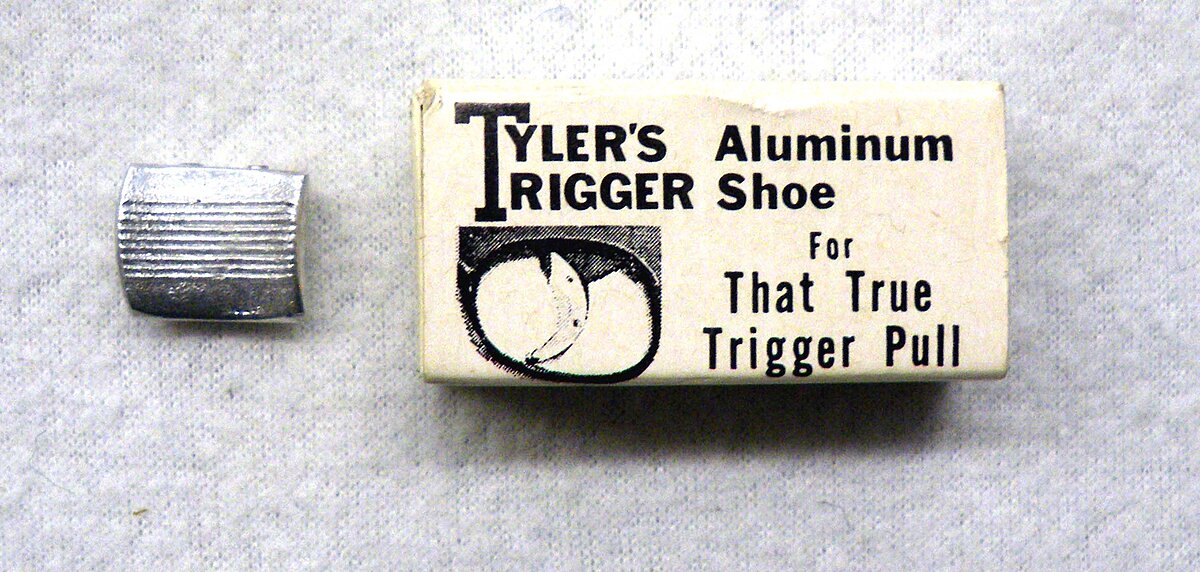 TYLER'S Aluminum
TRIGGER Shoe
For
That True
Trigger Pull